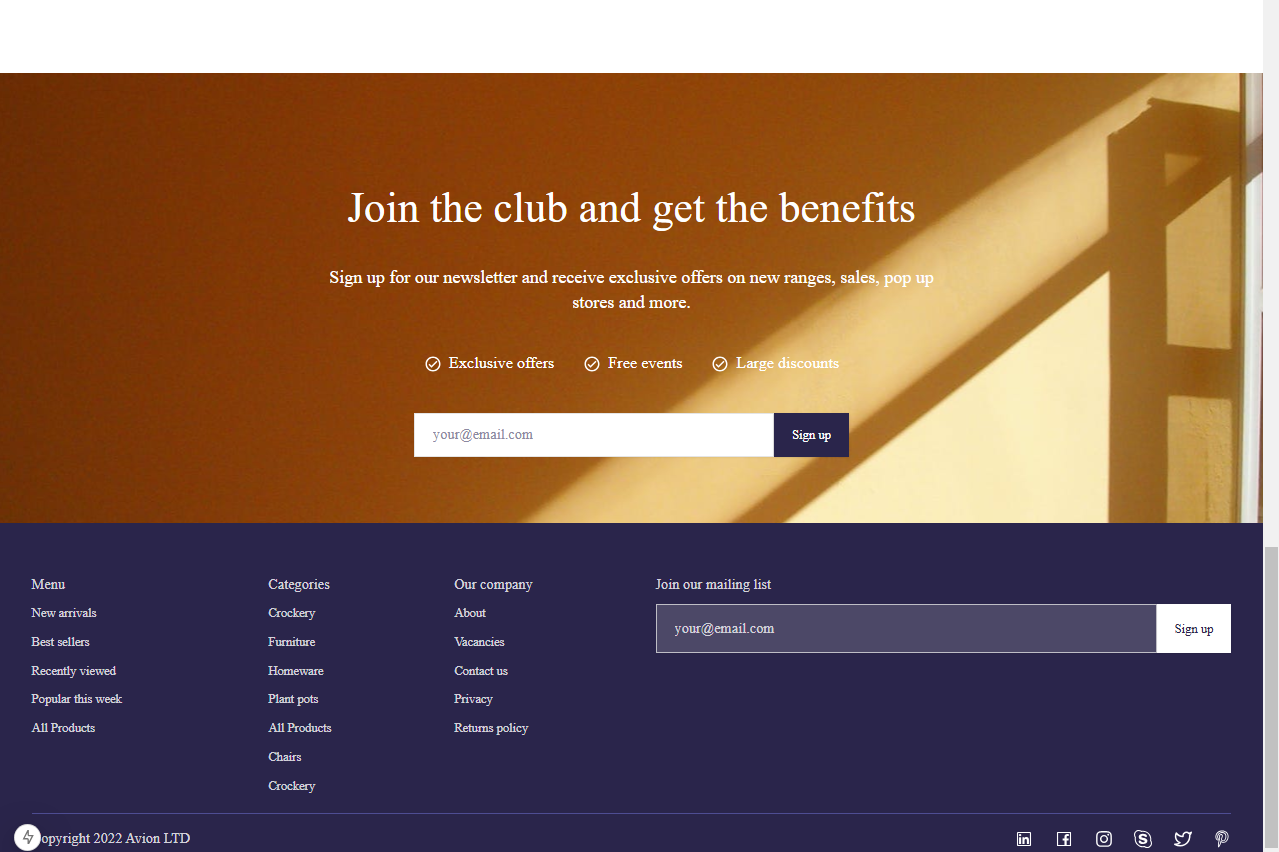 Join the club and get the benefits
Sign up for our newsletter and receive exclusive offers on new ranges, sales, pop up
stores and more.
Exclusive offers Free events Large discounts
your@email.com Sign up
Menu
New arrivals
Best sellers
Recently viewed
Popular this week
All Products
Categories
Crockery
Furniture
Homeware
Plant pots
All Products
Chairs
Crockery
Our company
About
Vacancies
Contact us
Privacy
Returns policy
Join our mailing list
your@email.com Sign up
opyright 2022 Avion LTD